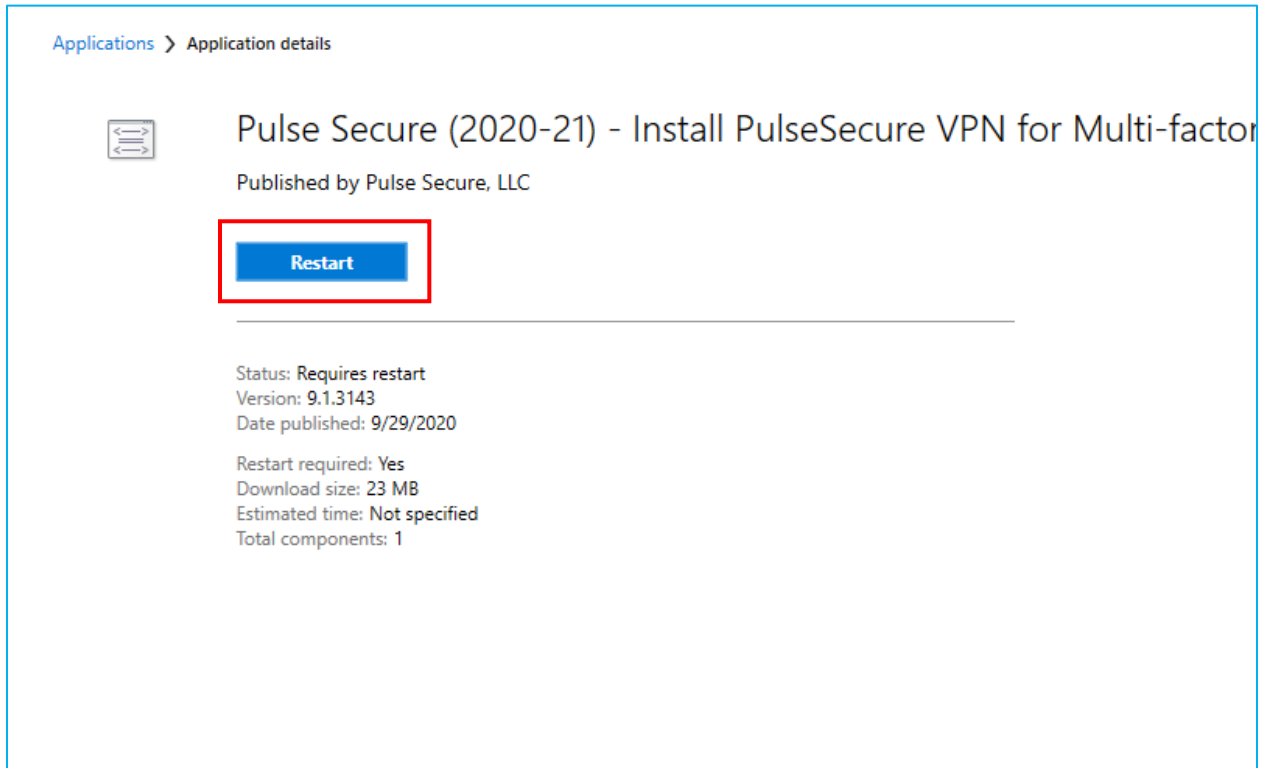 Applications ❯ Application details
Pulse Secure (2020-21) - Install PulseSecure VPN for Multi-factor
Published by Pulse Secure, LLC
Restart
Status: Requires restart
Version: 9.1.3143
Date published: 9/29/2020
Restart required: Yes
Download size: 23 MB
Estimated time: Not specified
Total components: 1